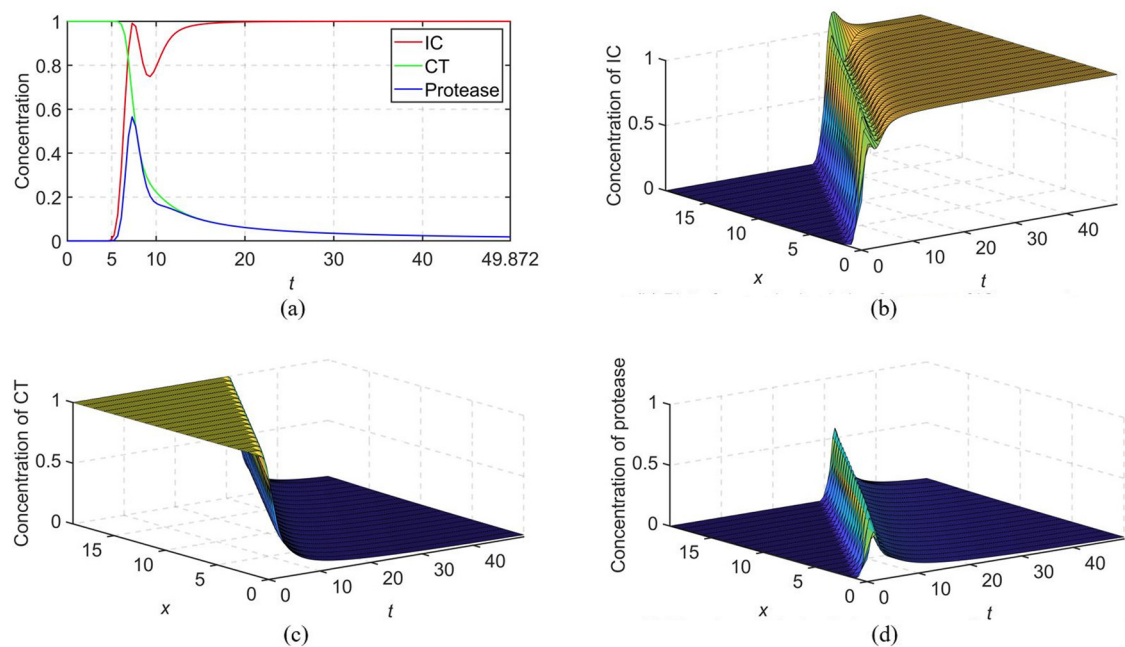 1
0.8
0.6
0.4
0.2
0
Concentration
IC
CT
Protease
0 5 10 20 30 40 49.872
t
(a)
1
0.5
0
Concentration of IC
15 10 5 0
x
0 10 20 30 40
t
(b)
1
0.5
0
Concentration of CT
15 10 5 0
x
0 10 20 30 40
t
(c)
1
0.5
0
Concentration of protease
15 10 5 0
x
0 10 20 30 40
t
(d)